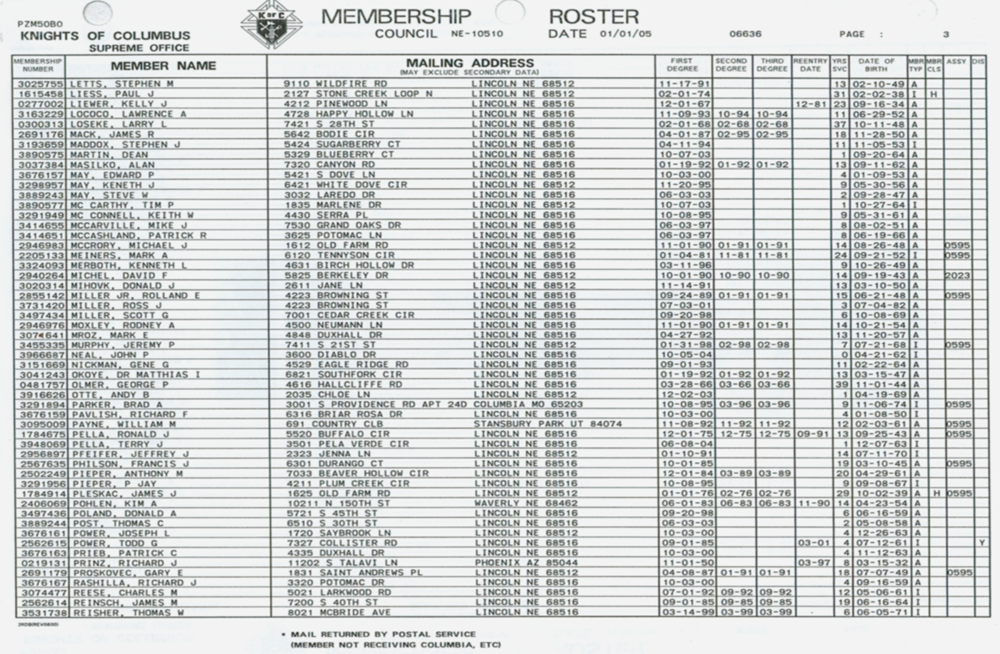 PZM50B0
KNIGHTS OF COLUMBUS
SUPREME OFFICE
K OF C
MEMBERSHIP ROSTER
COUNCIL NE-10510 DATE 01/01/05 06636 PAGE : 3
MEMBERSHIP NUMBER MEMBER NAME MAILING ADDRESS (MAY EXCLUDE SECONDARY DATA) FIRST DEGREE SECOND DEGREE THIRD DEGREE REENTRY DATE YRS SVC DATE OF BIRTH MBR TYP MBR CLS ASSY DIS
3025755 LETTS, STEPHEN M 9110 WILDFIRE RD LINCOLN NE 68512 11-17-91 13 02-10-49 A
1615458 LIESS, PAUL J 2127 STONE CREEK LOOP N LINCOLN NE 68512 02-01-74 31 02-02-38 I H
0277002 LIEWER, KELLY J 4212 PINEWOOD LN LINCOLN NE 68516 12-01-67 12-81 23 09-16-34 A
3163229 LOCOCO, LAWRENCE A 4728 HAPPY HOLLOW LN LINCOLN NE 68516 11-09-93 10-94 10-94 11 06-29-52 A
0300313 LOSEKE, LARRY L 7421 S 28TH ST LINCOLN NE 68516 02-01-68 02-68 02-68 37 10-11-48 A
2691176 MACK, JAMES R 5642 BODIE CIR LINCOLN NE 68516 04-01-87 02-95 02-95 18 11-28-50 A
3193659 MADDOX, STEPHEN J 5424 SUGARBERRY CT LINCOLN NE 68516 04-11-94 11 11-05-53 I
3890575 MARTIN, DEAN 5329 BLUEBERRY CT LINCOLN NE 68516 10-07-03 1 09-20-64 A
3037384 MASILKO, ALAN 7320 CANYON RD LINCOLN NE 68516 01-19-92 01-92 01-92 13 09-11-62 A
3676157 MAY, EDWARD P 5421 S DOVE LN LINCOLN NE 68516 10-03-00 4 01-09-53 A
3298957 MAY, KENETH J 6421 WHITE DOVE CIR LINCOLN NE 68512 11-20-95 9 05-30-56 A
3889243 MAY, STEVE W 3032 LAREDO DR LINCOLN NE 68516 06-03-03 2 09-28-47 A
3890577 MC CARTHY, TIM P 1835 MARLENE DR LINCOLN NE 68512 10-07-03 1 10-27-64 I
3291949 MC CONNELL, KEITH W 4430 SERRA PL LINCOLN NE 68516 10-08-95 9 05-31-61 A
3414655 MCCARVILLE, MIKE J 7530 GRAND OAKS DR LINCOLN NE 68516 06-03-97 8 08-02-51 A
3414651 MCCASHLAND, PATRICK R 3625 POTOMAC LN LINCOLN NE 68516 06-03-97 8 06-19-66 A
2946983 MCCRORY, MICHAEL J 1612 OLD FARM RD LINCOLN NE 68512 11-01-90 01-91 01-91 14 08-26-48 A 0595
2205133 MEINERS, MARK A 6120 TENNYSON CIR LINCOLN NE 68516 01-04-81 11-81 11-81 24 09-21-52 I 0595
3324093 MERBOTH, KENNETH L 4631 BIRCH HOLLOW DR LINCOLN NE 68516 03-11-96 9 10-26-49 A
2940264 MICHEL, DAVID F 5825 BERKELEY DR LINCOLN NE 68512 10-01-90 10-90 10-90 14 09-19-43 A 2023
3020314 MIHOVK, DONALD J 2611 JANE LN LINCOLN NE 68512 11-14-91 13 03-10-50 A
2855142 MILLER JR, ROLLAND E 4223 BROWNING ST LINCOLN NE 68516 09-24-89 01-91 01-91 15 06-21-48 A 0595
3731420 MILLER, ROSS J 4223 BROWNING ST LINCOLN NE 68516 07-03-01 3 07-04-82 A
3497434 MILLER, SCOTT G 7001 CEDAR CREEK CIR LINCOLN NE 68516 09-20-98 6 10-08-69 A
2946976 MOXLEY, RODNEY A 4500 NEUMANN LN LINCOLN NE 68516 11-01-90 01-91 01-91 14 10-21-54 A
3074641 MROZ, MARK E 4848 DUXHALL DR LINCOLN NE 68516 04-27-92 13 11-20-57 A
3455335 MURPHY, JEREMY P 7411 S 21ST ST LINCOLN NE 68512 01-31-98 02-98 02-98 7 07-21-68 I 0595
3966687 NEAL, JOHN P 3600 DIABLO DR LINCOLN NE 68516 10-05-04 0 04-21-62 I
3151669 NICKMAN, GENE G 4529 EAGLE RIDGE RD LINCOLN NE 68516 09-01-93 11 02-22-64 A
3041243 OKOYE, DR MATTHIAS I 6821 SOUTHFORK CIR LINCOLN NE 68516 01-19-92 01-92 01-92 13 03-15-47 A
0481757 OLMER, GEORGE P 4616 HALLCLIFFE RD LINCOLN NE 68516 03-28-66 03-66 03-66 39 11-01-44 A
3916626 OTTE, ANDY B 2035 CHLOE LN LINCOLN NE 68512 12-02-03 1 04-19-69 A
3291894 PARKER, BRAD A 3001 S PROVIDENCE RD APT 24D COLUMBIA MO 65203 10-08-95 03-96 03-96 9 11-06-74 I 0595
3676159 PAVLISH, RICHARD F 6316 BRIAR ROSA DR LINCOLN NE 68516 10-03-00 4 01-08-50 I
3095009 PAYNE, WILLIAM M 691 COUNTRY CLB STANSBURY PARK UT 84074 11-08-92 11-92 11-92 12 02-03-61 A 0595
1784675 PELLA, RONALD J 5520 BUFFALO CIR LINCOLN NE 68516 12-01-75 12-75 12-75 09-91 13 09-25-43 A 0595
3948069 PELLA, TERRY J 3501 PELA VERDE CIR LINCOLN NE 68516 06-08-04 1 12-07-63 I
2956897 PFEIFER, JEFFREY J 2323 JENNA LN LINCOLN NE 68512 01-10-91 14 07-11-70 I
2567635 PHILSON, FRANCIS J 6301 DURANGO CT LINCOLN NE 68516 10-01-85 19 03-10-45 A 0595
2502249 PIEPER, ANTHONY M 7033 BEAVER HOLLOW CIR LINCOLN NE 68516 12-01-84 03-89 03-89 20 04-29-61 A
3291956 PIEPER, P JAY 4211 PLUM CREEK CIR LINCOLN NE 68516 10-08-95 9 09-08-67 I
1784914 PLESKAC, JAMES J 1625 OLD FARM RD LINCOLN NE 68512 01-01-76 02-76 02-76 29 10-02-39 A H 0595
2406069 POHLEN, KIM A 10211 N 150TH ST WAVERLY NE 68462 06-01-83 06-83 06-83 11-90 14 04-23-54 A
3497436 POLAND, DONALD A 5721 S 45TH ST LINCOLN NE 68516 09-20-98 6 06-16-59 A
3889244 POST, THOMAS C 6510 S 30TH ST LINCOLN NE 68516 06-03-03 2 05-08-58 A
3676161 POWER, JOSEPH L 1720 SAYBROOK LN LINCOLN NE 68512 10-03-00 4 12-26-63 A
2562615 POWER, TODD G 7327 COLLISTER RD LINCOLN NE 68516 09-01-85 03-01 4 07-12-61 I Y
3676163 PRIEB, PATRICK C 4335 DUXHALL DR LINCOLN NE 68516 10-03-00 4 11-12-63 A
0219131 PRINZ, RICHARD J 11202 S TALAVI LN PHOENIX AZ 85044 11-01-50 03-97 8 03-15-32 A
2691179 PROSKOVEC, GARY E 1831 SAINT ANDREWS PL LINCOLN NE 68512 04-08-87 01-91 01-91 18 07-07-49 A 0595
3676167 RASHILLA, RICHARD J 3320 POTOMAC DR LINCOLN NE 68516 10-03-00 4 09-16-59 A
3074477 REESE, CHARLES M 5021 LARKWOOD RD LINCOLN NE 68516 07-01-92 09-92 09-92 12 05-06-61 I
2562614 REINSCH, JAMES M 7200 S 40TH ST LINCOLN NE 68516 09-01-85 09-85 09-85 19 06-16-64 I
3531738 REISHER, THOMAS W 8021 MCBRIDE AVE LINCOLN NE 68516 03-14-99 03-99 03-99 6 06-05-71 I
3RDB(REV0600)
* MAIL RETURNED BY POSTAL SERVICE
(MEMBER NOT RECEIVING COLUMBIA, ETC)